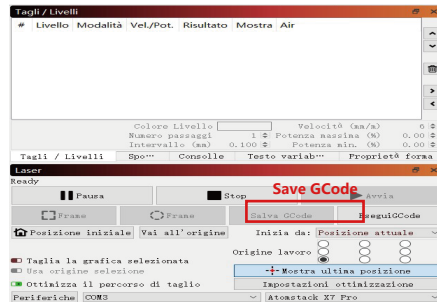 Tagli / Livelli
# Livello Modalità Vel./Pot. Risultato Mostra Air
Colore Livello Velocità (mm/m) 6
Numero passaggi 1 Potenza massima (%) 0.00
Intervallo (mm) 0.100 Potenza min. (%) 0.00
Tagli / Livelli Spo... Consolle Testo variab... Proprietà forma
Laser
Ready
Pausa Stop Avvia
Save GCode
Frame Frame Salva GCode EseguiGCode
Posizione iniziale Vai all'origine Inizia da: Posizione attuale
Origine lavoro
Taglia la grafica selezionata
Usa origine selezione Mostra ultima posizione
Ottimizza il percorso di taglio Impostazioni ottimizzazione
Periferiche COM3 Atomstack X7 Pro